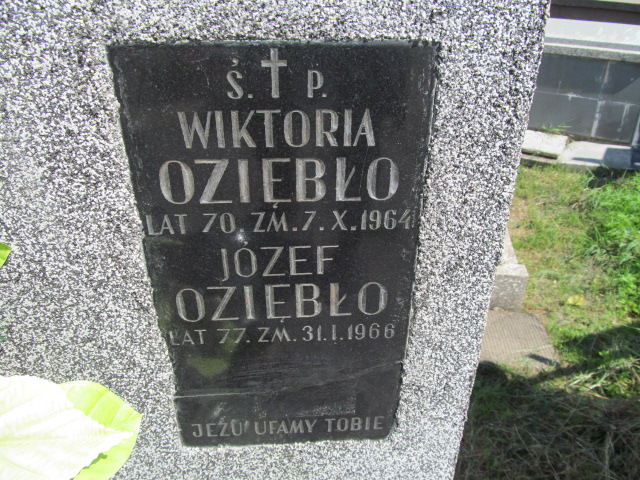 Ś. P.
WIKTORIA
OZIĘBŁO
LAT 70. ZM. 7. X. 1964
JÓZEF
OZIĘBŁO
LAT 77. ZM. 31. I. 1966
JEZU UFAMY TOBIE